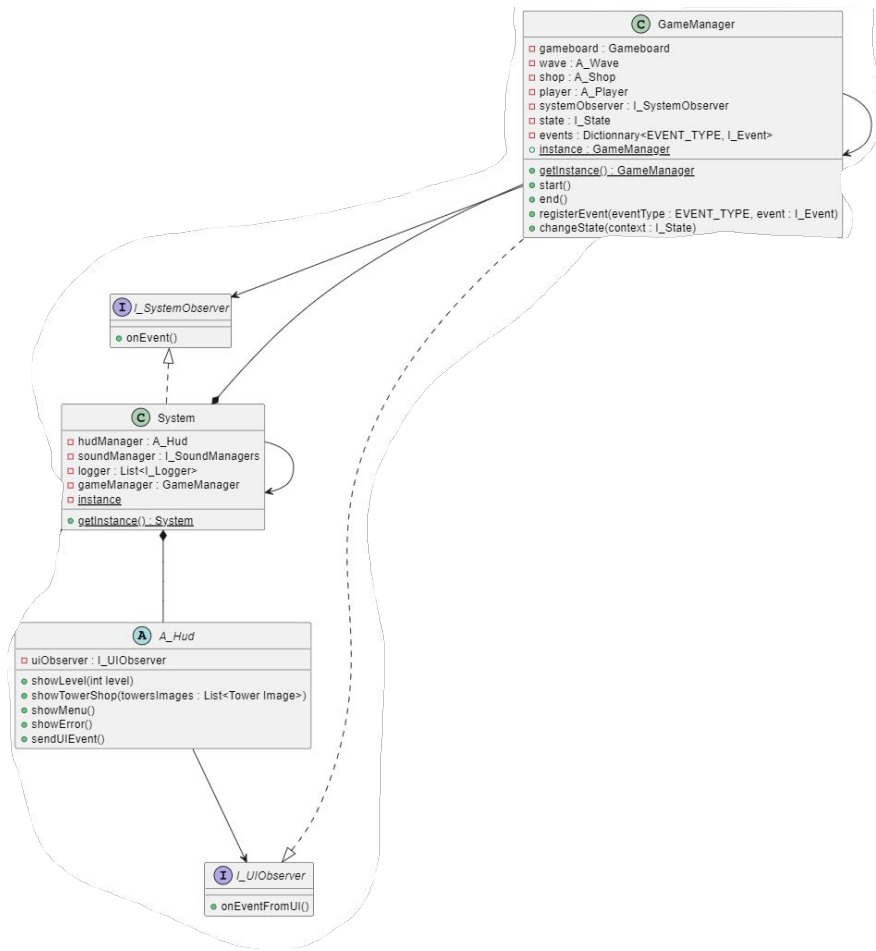 C GameManager
gameboard : Gameboard
wave : A_Wave
shop : A_Shop
player : A_Player
systemObserver : I_SystemObserver
state : I_State
events : Dictionnary<EVENT_TYPE, I_Event>
instance : GameManager
getInstance() : GameManager
start()
end()
registerEvent(eventType : EVENT_TYPE, event : I_Event)
changeState(context : I_State)
I I_SystemObserver
onEvent()
C System
hudManager : A_Hud
soundManager : I_SoundManagers
logger : List<I_Logger>
gameManager : GameManager
instance
getInstance() : System
A A_Hud
uiObserver : I_UIObserver
showLevel(int level)
showTowerShop(towersImages : List<Tower Image>)
showMenu()
showError()
sendUIEvent()
I I_UIObserver
onEventFromUI()